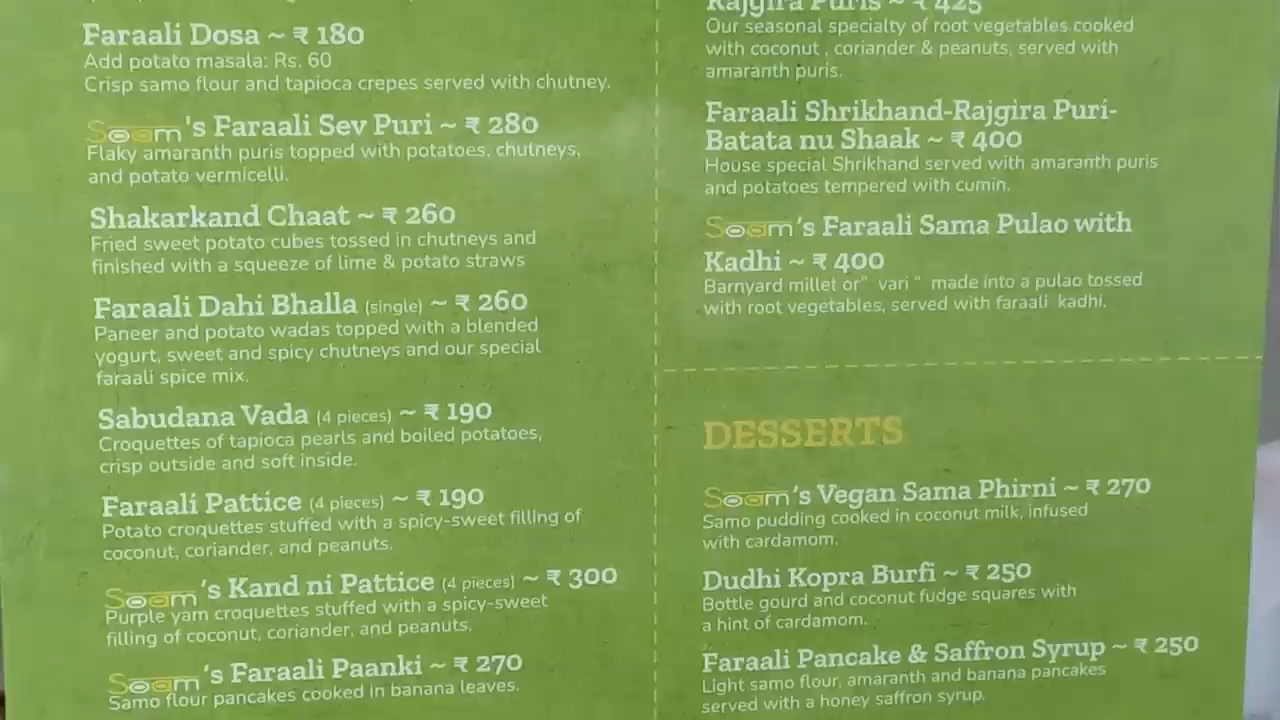 Faraali Dosa ~ ₹ 180
Add potato masala: Rs. 60
Crisp samo flour and tapioca crepes served with chutney.
Soam's Faraali Sev Puri ~ ₹ 280
Flaky amaranth puris topped with potatoes, chutneys,
and potato vermicelli.
Shakarkand Chaat ~ ₹ 260
Fried sweet potato cubes tossed in chutneys and
finished with a squeeze of lime & potato straws
Faraali Dahi Bhalla (single) ~ ₹ 260
Paneer and potato wadas topped with a blended
yogurt, sweet and spicy chutneys and our special
faraali spice mix.
Sabudana Vada (4 pieces) ~ ₹ 190
Croquettes of tapioca pearls and boiled potatoes,
crisp outside and soft inside.
Faraali Pattice (4 pieces) ~ ₹ 190
Potato croquettes stuffed with a spicy-sweet filling of
coconut, coriander, and peanuts.
Soam's Kand ni Pattice (4 pieces) ~ ₹ 300
Purple yam croquettes stuffed with a spicy-sweet
filling of coconut, coriander, and peanuts.
Soam's Faraali Paanki ~ ₹ 270
Samo flour pancakes cooked in banana leaves.
Rajgira Puris ~ ₹ 425
Our seasonal specialty of root vegetables cooked
with coconut , coriander & peanuts, served with
amaranth puris.
Faraali Shrikhand-Rajgira Puri-
Batata nu Shaak ~ ₹ 400
House special Shrikhand served with amaranth puris
and potatoes tempered with cumin.
Soam's Faraali Sama Pulao with
Kadhi ~ ₹ 400
Barnyard millet or" vari " made into a pulao tossed
with root vegetables, served with faraali kadhi.
DESSERTS
Soam's Vegan Sama Phirni ~ ₹ 270
Samo pudding cooked in coconut milk, infused
with cardamom.
Dudhi Kopra Burfi ~ ₹ 250
Bottle gourd and coconut fudge squares with
a hint of cardamom.
Faraali Pancake & Saffron Syrup ~ ₹ 250
Light samo flour, amaranth and banana pancakes
served with a honey saffron syrup.